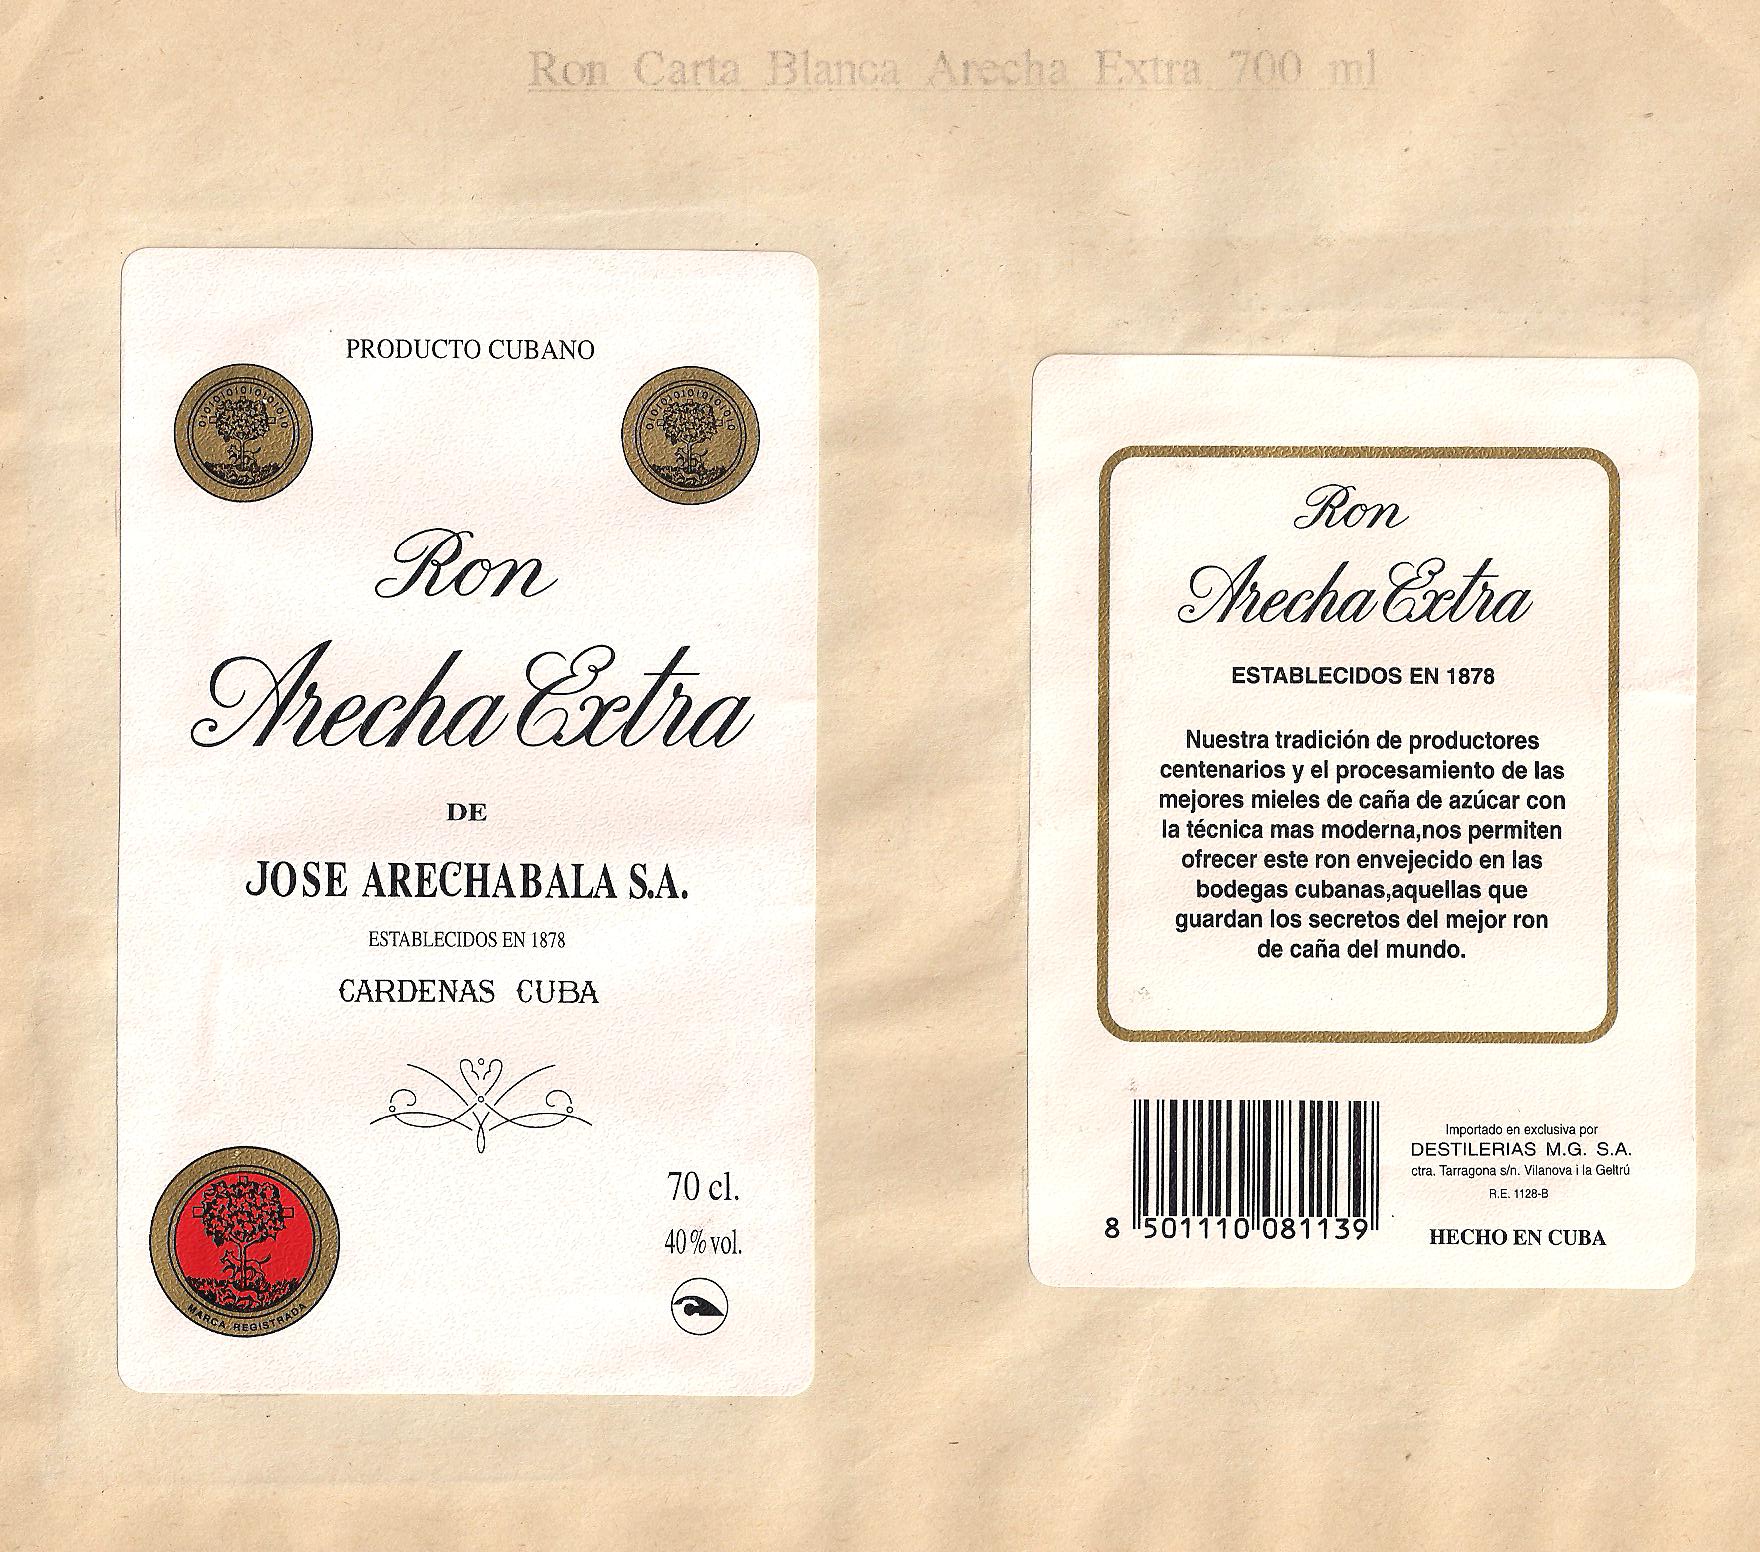 Ron Carta Blanca Arecha Extra 700 ml
PRODUCTO CUBANO
Ron
Arecha Extra
DE
JOSE ARECHABALA S.A.
ESTABLECIDOS EN 1878
CARDENAS CUBA
70 cl.
40% vol.
MARCA REGISTRADA
Ron
Arecha Extra
ESTABLECIDOS EN 1878
Nuestra tradición de productores
centenarios y el procesamiento de las
mejores mieles de caña de azúcar con
la técnica mas moderna,nos permiten
ofrecer este ron envejecido en las
bodegas cubanas,aquellas que
guardan los secretos del mejor ron
de caña del mundo.
8 501110 081139
Importado en exclusiva por
DESTILERIAS M.G. S.A.
ctra. Tarragona s/n. Vilanova i la Geltrú
R.E. 1128-B
HECHO EN CUBA